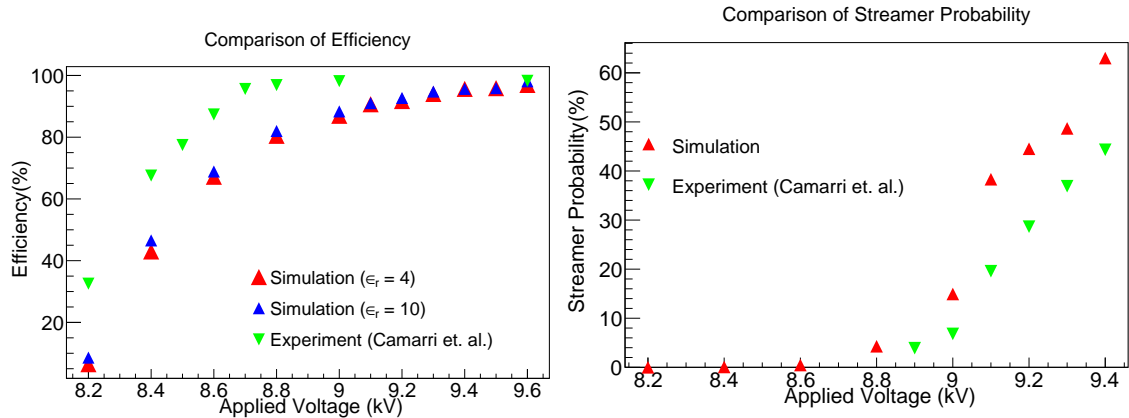 Comparison of Efficiency
Efficiency(%)
100
80
60
40
20
Simulation (ϵr = 4)
Simulation (ϵr = 10)
Experiment (Camarri et. al.)
8.2 8.4 8.6 8.8 9 9.2 9.4 9.6
Applied Voltage (kV)
Comparison of Streamer Probability
Streamer Probability(%)
60
50
40
30
20
10
0
Simulation
Experiment (Camarri et. al.)
8.2 8.4 8.6 8.8 9 9.2 9.4
Applied Voltage (kV)